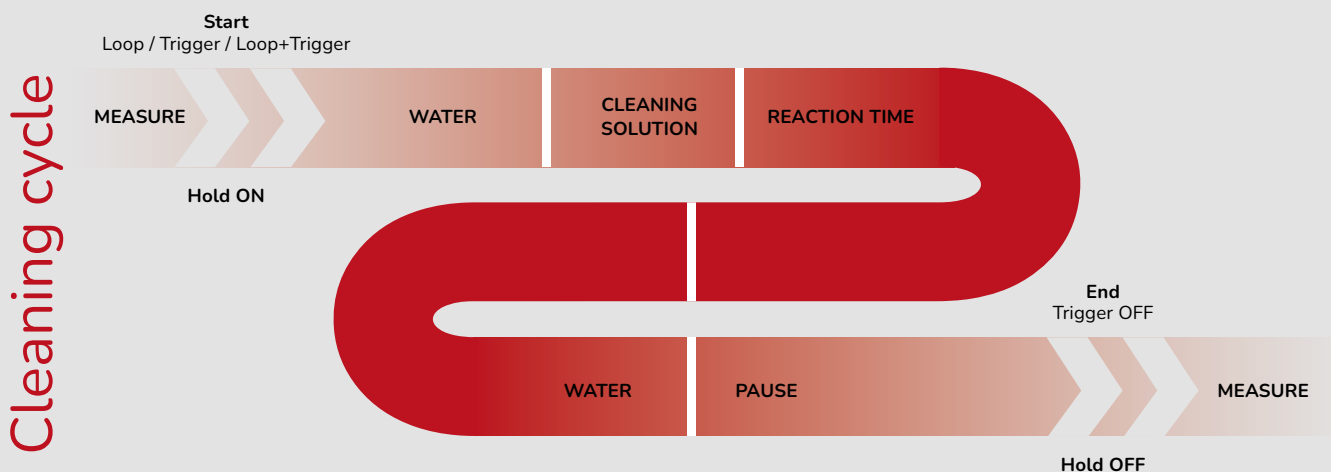 Cleaning cycle
Start
Loop / Trigger / Loop+Trigger
MEASURE
WATER
CLEANING
SOLUTION
REACTION TIME
Hold ON
End
Trigger OFF
WATER
PAUSE
MEASURE
Hold OFF